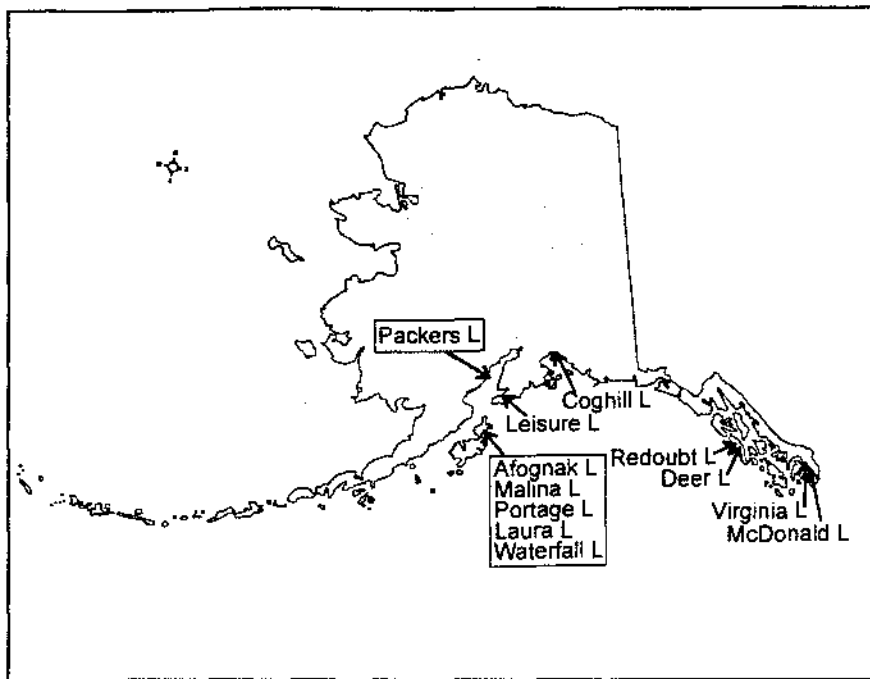 Packers L
Coghill L
Leisure L
Afognak L
Malina L
Portage L
Laura L
Waterfall L
Redoubt L
Deer L
Virginia L
McDonald L